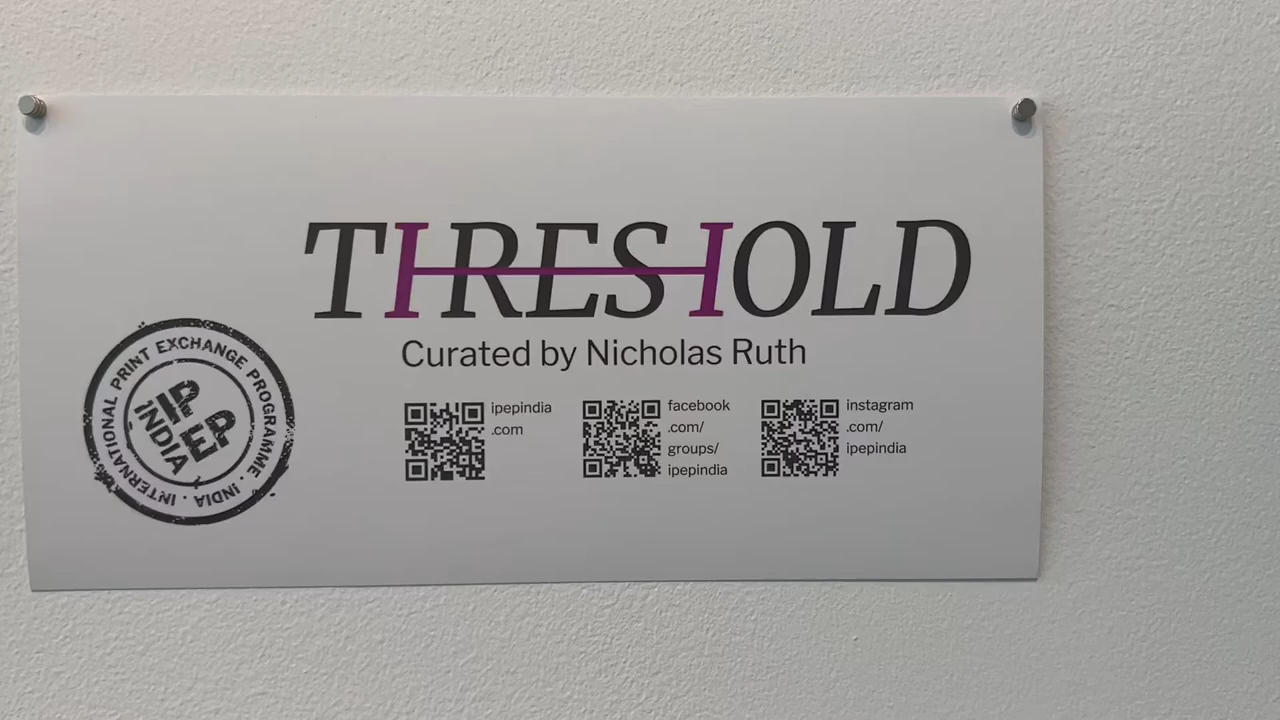 THRESHOLD
Curated by Nicholas Ruth
INTERNATIONAL PRINT EXCHANGE PROGRAMME · INDIA ·
IP
EP
INDIA
ipepindia
.com
facebook
.com/
groups/
ipepindia
instagram
.com/
ipepindia